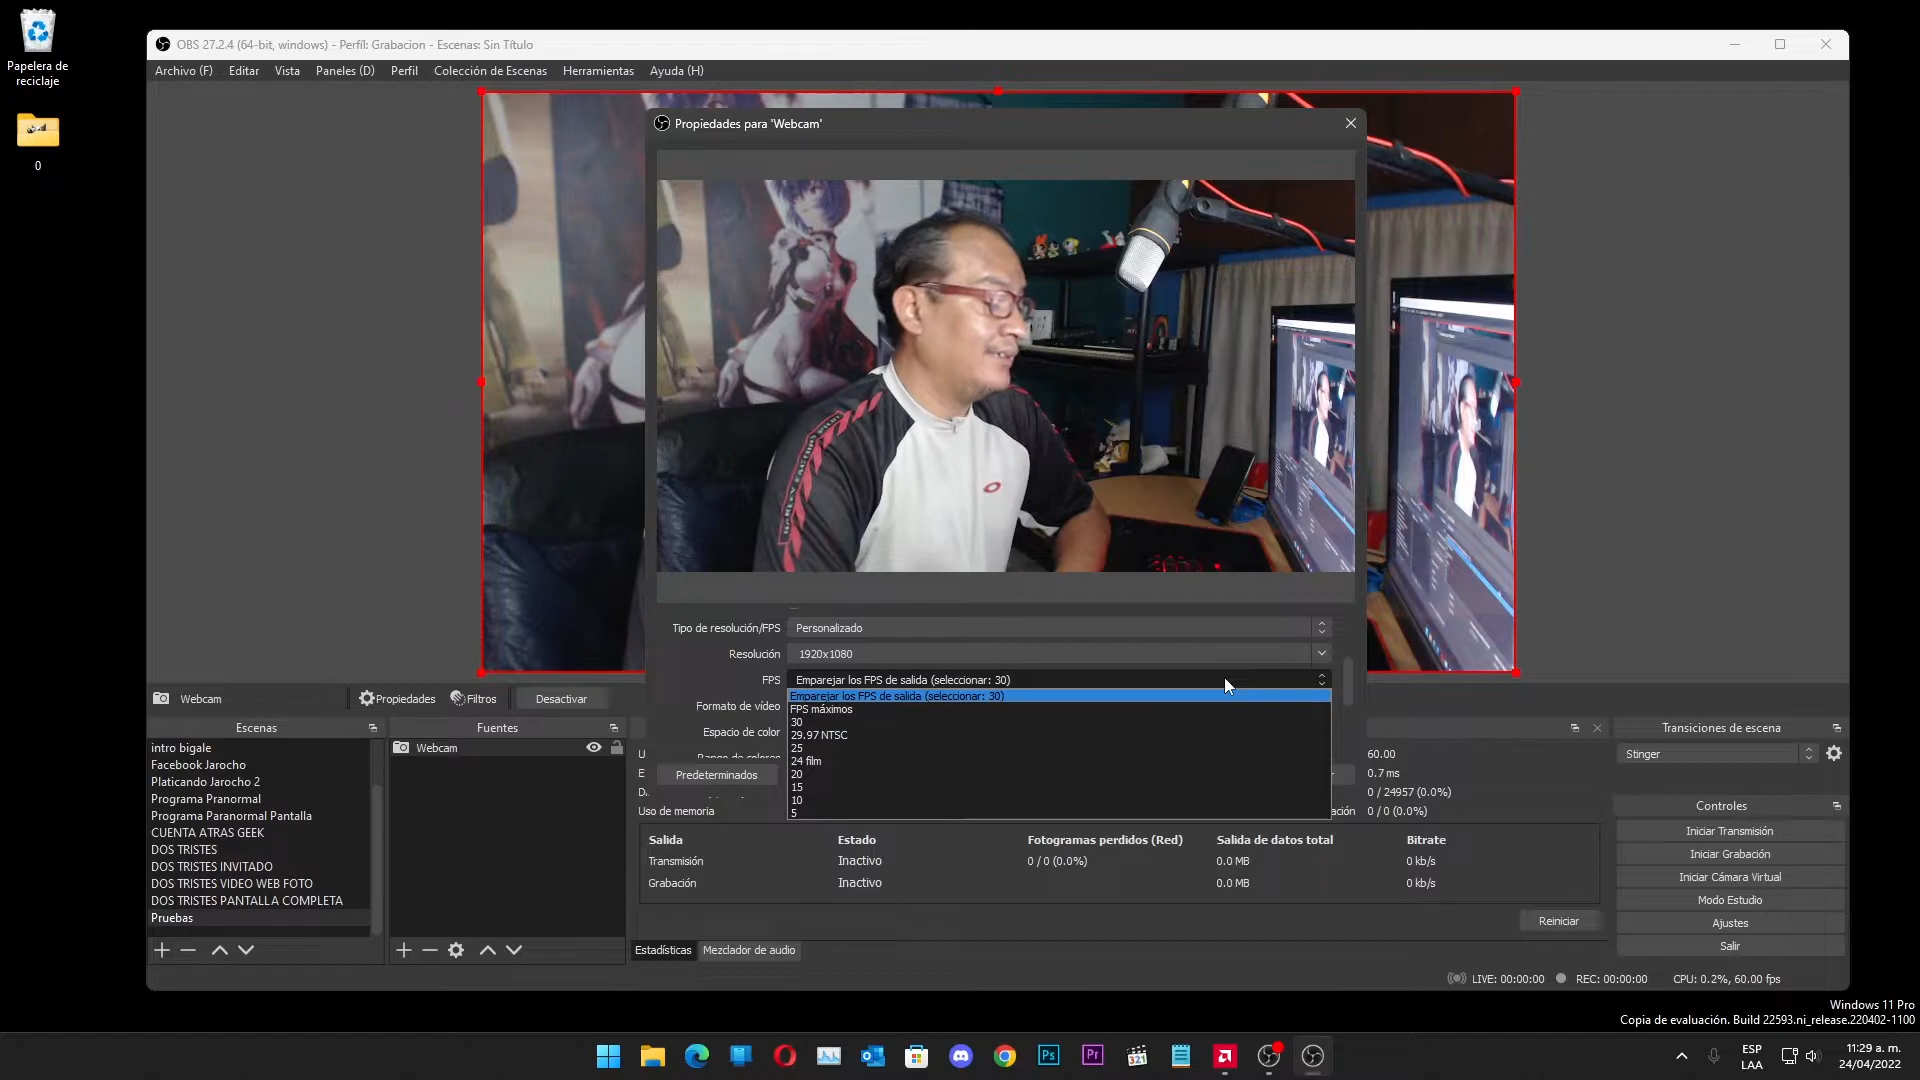 Papelera de
reciclaje
0
OBS 27.2.4 (64-bit, windows) - Perfil: Grabacion - Escenas: Sin Título
Archivo (F) Editar Vista Paneles (D) Perfil Colección de Escenas Herramientas Ayuda (H)
Propiedades para 'Webcam'
Tipo de resolución/FPS Personalizado
Resolución 1920x1080
FPS Emparejar los FPS de salida (seleccionar: 30)
Emparejar los FPS de salida (seleccionar: 30)
FPS máximos
30
29.97 NTSC
25
24 film
20
15
10
5
Formato de vídeo
Espacio de color
Rango de colores
Predeterminados
Webcam Propiedades Filtros Desactivar
Escenas
intro bigale
Facebook Jarocho
Platicando Jarocho 2
Programa Pranormal
Programa Paranormal Pantalla
CUENTA ATRAS GEEK
DOS TRISTES
DOS TRISTES INVITADO
DOS TRISTES VIDEO WEB FOTO
DOS TRISTES PANTALLA COMPLETA
Pruebas
Fuentes
Webcam
60.00
0.7 ms
0 / 24957 (0.0%)
Uso de memoria
0 / 0 (0.0%)
Salida Estado Fotogramas perdidos (Red) Salida de datos total Bitrate
Transmisión Inactivo 0 / 0 (0.0%) 0.0 MB 0 kb/s
Grabación Inactivo 0.0 MB 0 kb/s
Reiniciar
Estadísticas Mezclador de audio
Transiciones de escena
Stinger
Controles
Iniciar Transmisión
Iniciar Grabación
Iniciar Cámara Virtual
Modo Estudio
Ajustes
Salir
LIVE: 00:00:00 REC: 00:00:00 CPU: 0.2%, 60.00 fps
Windows 11 Pro
Copia de evaluación. Build 22593.ni_release.220402-1100
Ps
Pr
321
ESP
LAA
11:29 a. m.
24/04/2022